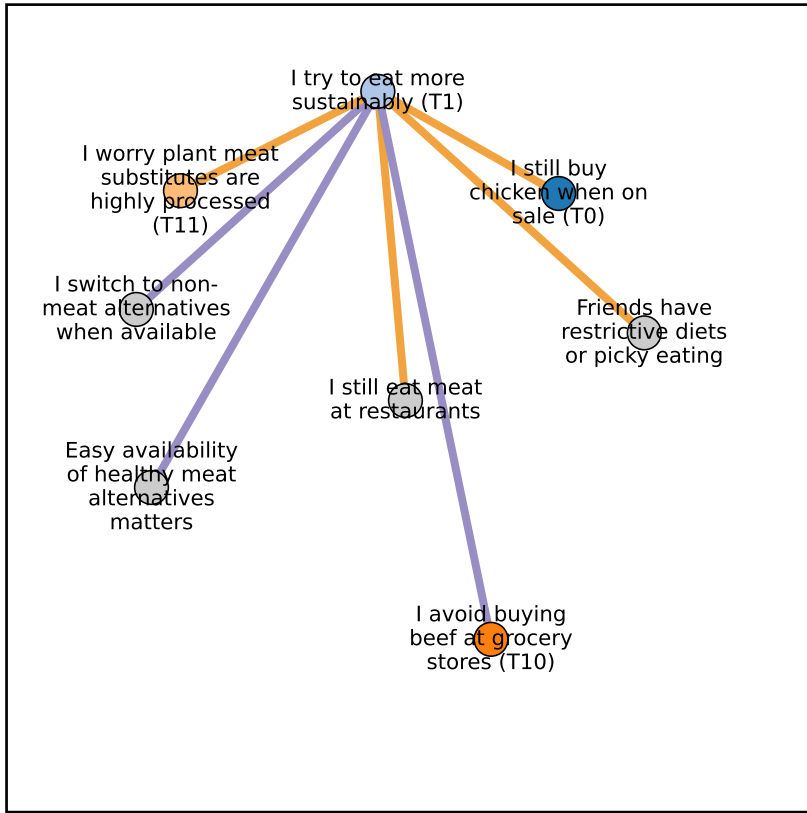 I try to eat more
sustainably (T1)
I worry plant meat
substitutes are
highly processed
(T11)
I still buy
chicken when on
sale (T0)
I switch to non-
meat alternatives
when available
Friends have
restrictive diets
or picky eating
I still eat meat
at restaurants
Easy availability
of healthy meat
alternatives
matters
I avoid buying
beef at grocery
stores (T10)